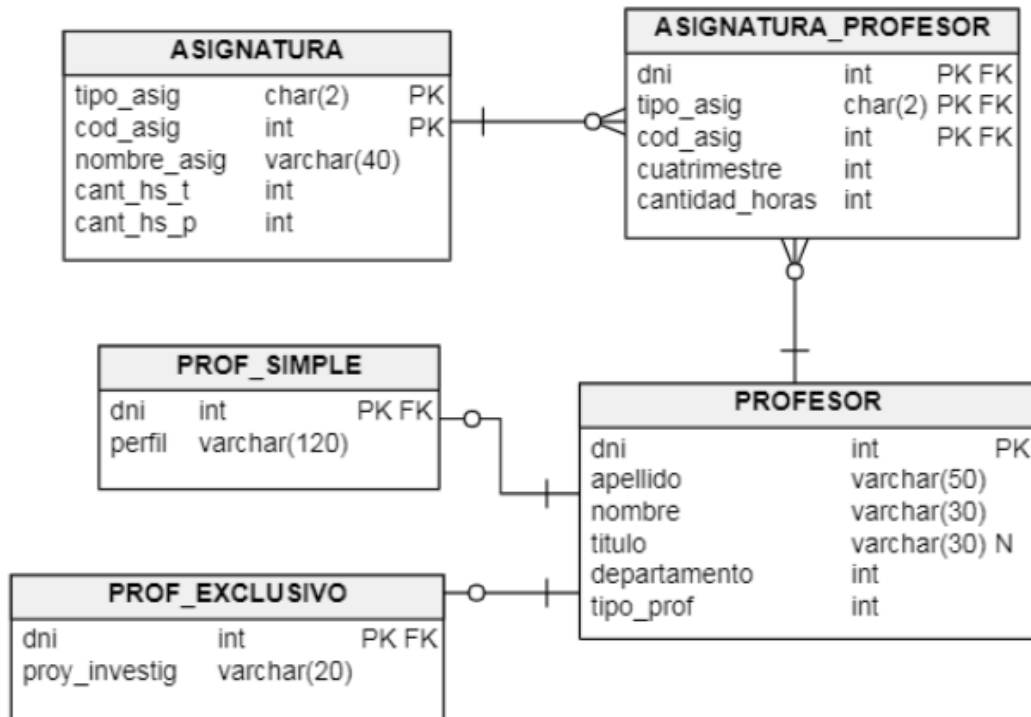 ASIGNATURA
tipo_asig char(2) PK
cod_asig int PK
nombre_asig varchar(40)
cant_hs_t int
cant_hs_p int
ASIGNATURA_PROFESOR
dni int PK FK
tipo_asig char(2) PK FK
cod_asig int PK FK
cuatrimestre int
cantidad_horas int
PROF_SIMPLE
dni int PK FK
perfil varchar(120)
PROFESOR
dni int PK
apellido varchar(50)
nombre varchar(30)
titulo varchar(30) N
departamento int
tipo_prof int
PROF_EXCLUSIVO
dni int PK FK
proy_investig varchar(20)